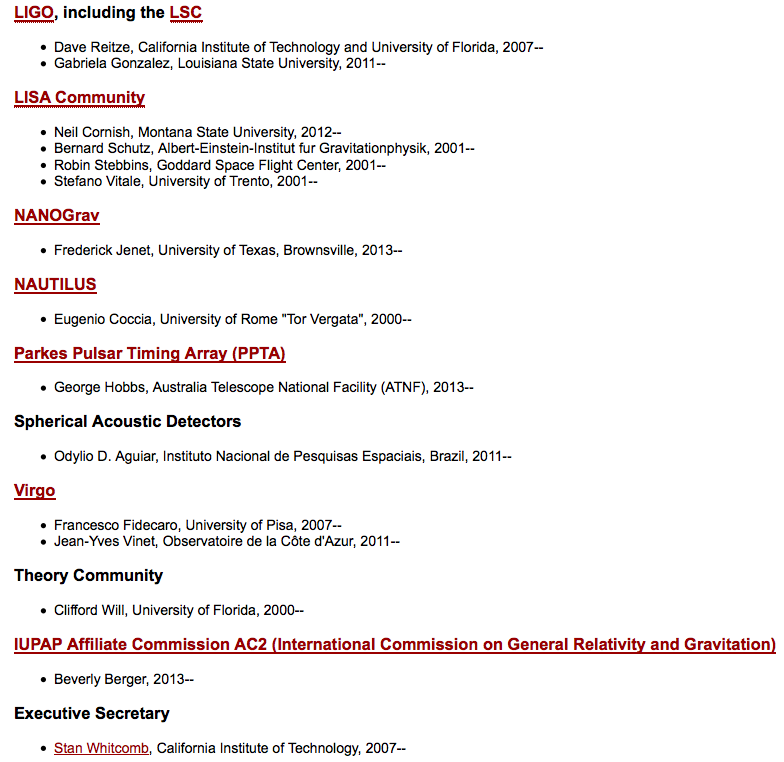 LIGO, including the LSC
Dave Reitze, California Institute of Technology and University of Florida, 2007--
Gabriela Gonzalez, Louisiana State University, 2011--
LISA Community
Neil Cornish, Montana State University, 2012--
Bernard Schutz, Albert-Einstein-Institut fur Gravitationphysik, 2001--
Robin Stebbins, Goddard Space Flight Center, 2001--
Stefano Vitale, University of Trento, 2001--
NANOGrav
Frederick Jenet, University of Texas, Brownsville, 2013--
NAUTILUS
Eugenio Coccia, University of Rome "Tor Vergata", 2000--
Parkes Pulsar Timing Array (PPTA)
George Hobbs, Australia Telescope National Facility (ATNF), 2013--
Spherical Acoustic Detectors
Odylio D. Aguiar, Instituto Nacional de Pesquisas Espaciais, Brazil, 2011--
Virgo
Francesco Fidecaro, University of Pisa, 2007--
Jean-Yves Vinet, Observatoire de la Côte d'Azur, 2011--
Theory Community
Clifford Will, University of Florida, 2000--
IUPAP Affiliate Commission AC2 (International Commission on General Relativity and Gravitation)
Beverly Berger, 2013--
Executive Secretary
Stan Whitcomb, California Institute of Technology, 2007--